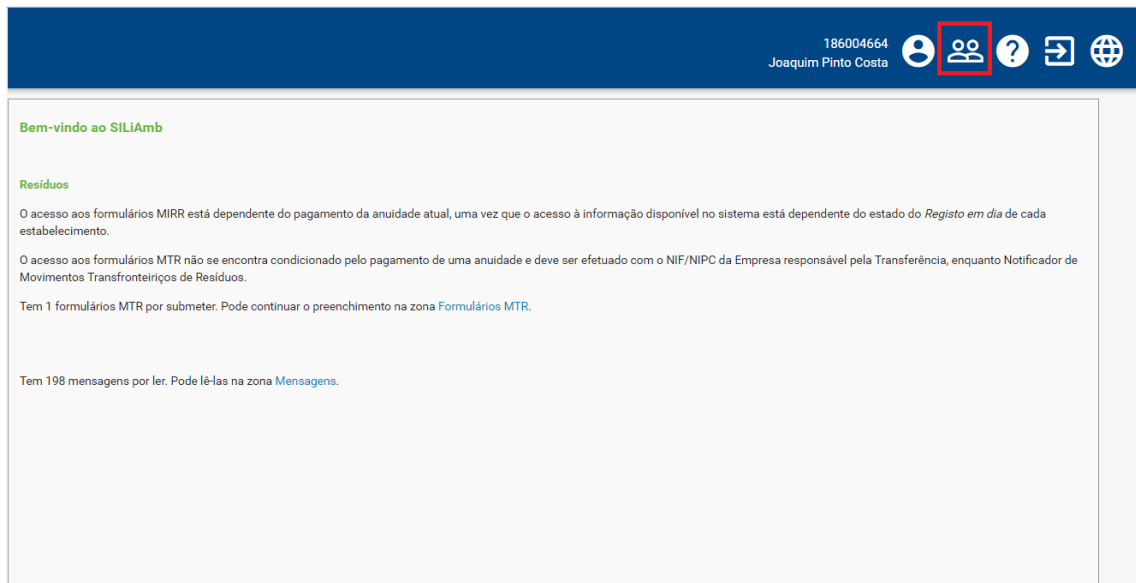 186004664
Joaquim Pinto Costa
Bem-vindo ao SILiAmb
Resíduos
O acesso aos formulários MIRR está dependente do pagamento da anuidade atual, uma vez que o acesso à informação disponível no sistema está dependente do estado do Registo em dia de cada
estabelecimento.
O acesso aos formulários MTR não se encontra condicionado pelo pagamento de uma anuidade e deve ser efetuado com o NIF/NIPC da Empresa responsável pela Transferência, enquanto Notificador de
Movimentos Transfronteiriços de Resíduos.
Tem 1 formulários MTR por submeter. Pode continuar o preenchimento na zona Formulários MTR.
Tem 198 mensagens por ler. Pode lê-las na zona Mensagens.